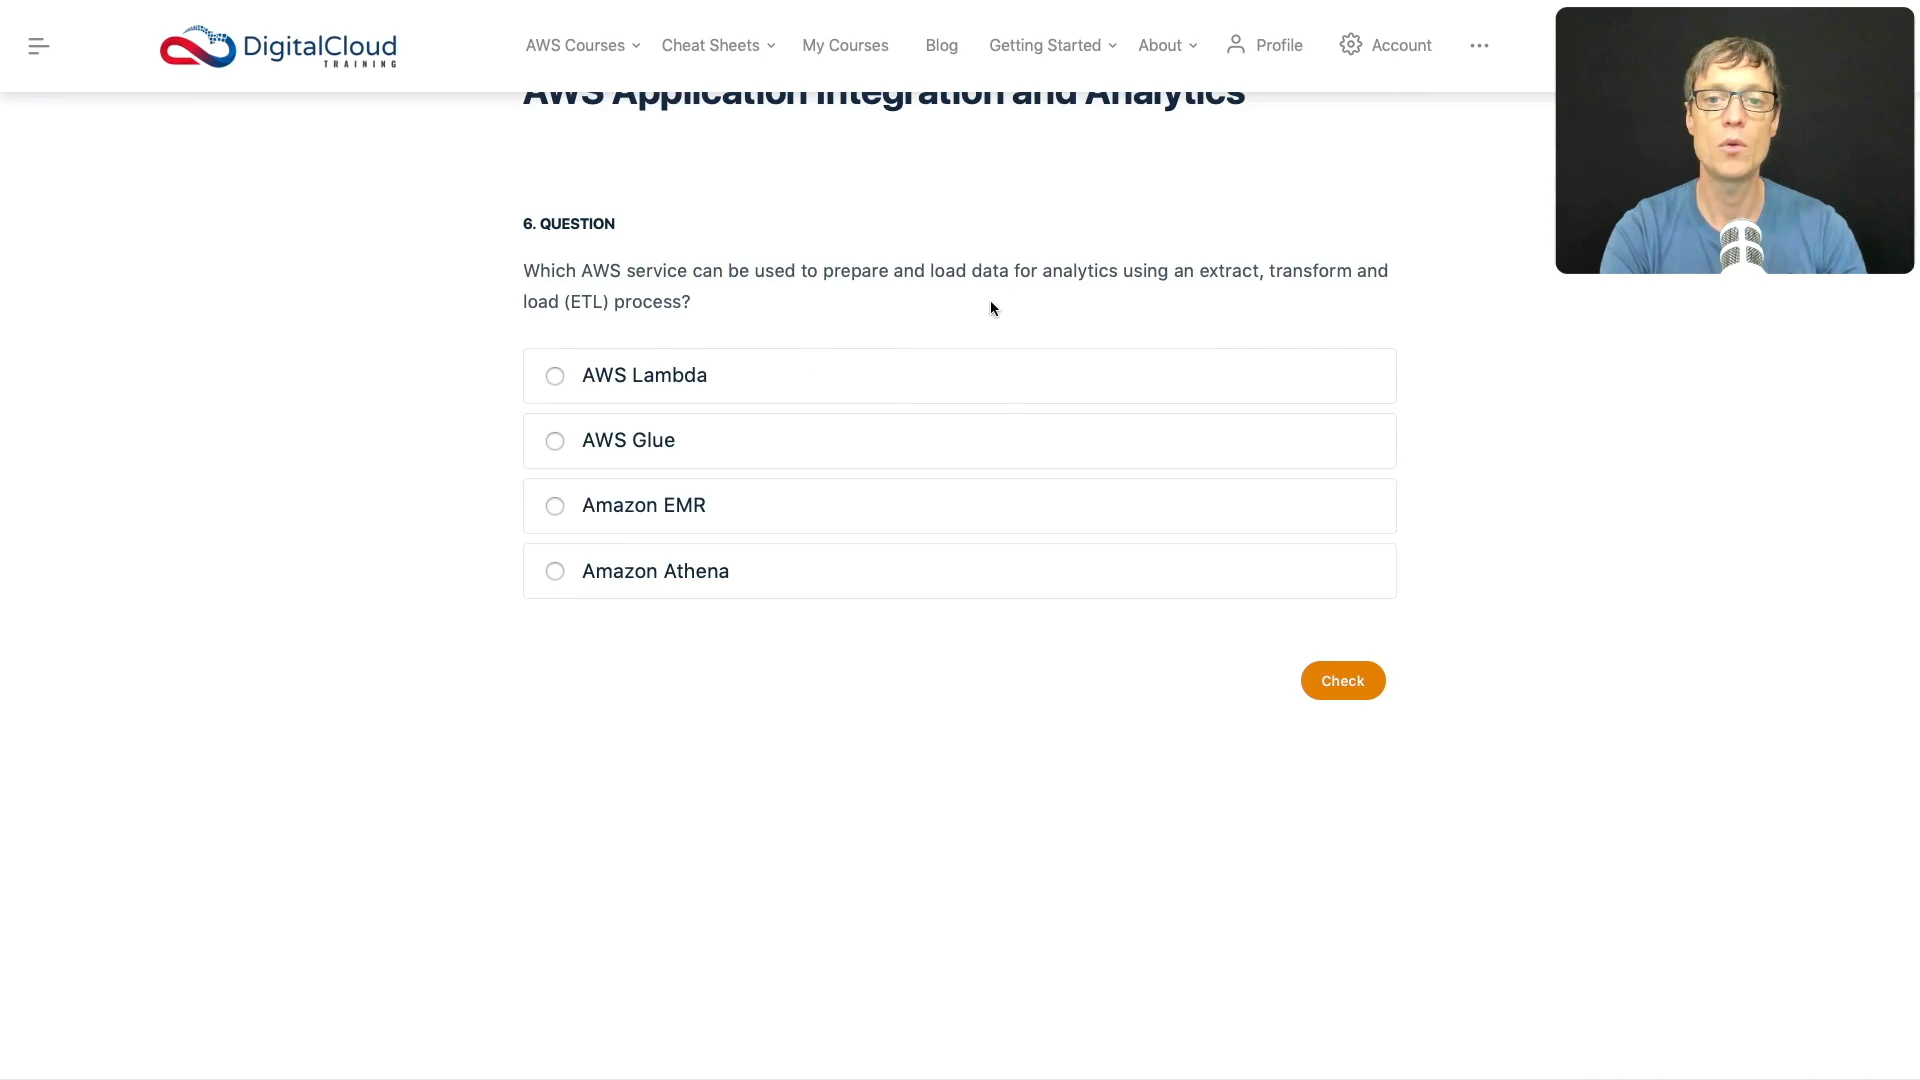 DigitalCloud
TRAINING
AWS Courses
Cheat Sheets
My Courses
Blog
Getting Started
About
Profile
Account
AWS Application Integration and Analytics
6. QUESTION
Which AWS service can be used to prepare and load data for analytics using an extract, transform and
load (ETL) process?
AWS Lambda
AWS Glue
Amazon EMR
Amazon Athena
Check